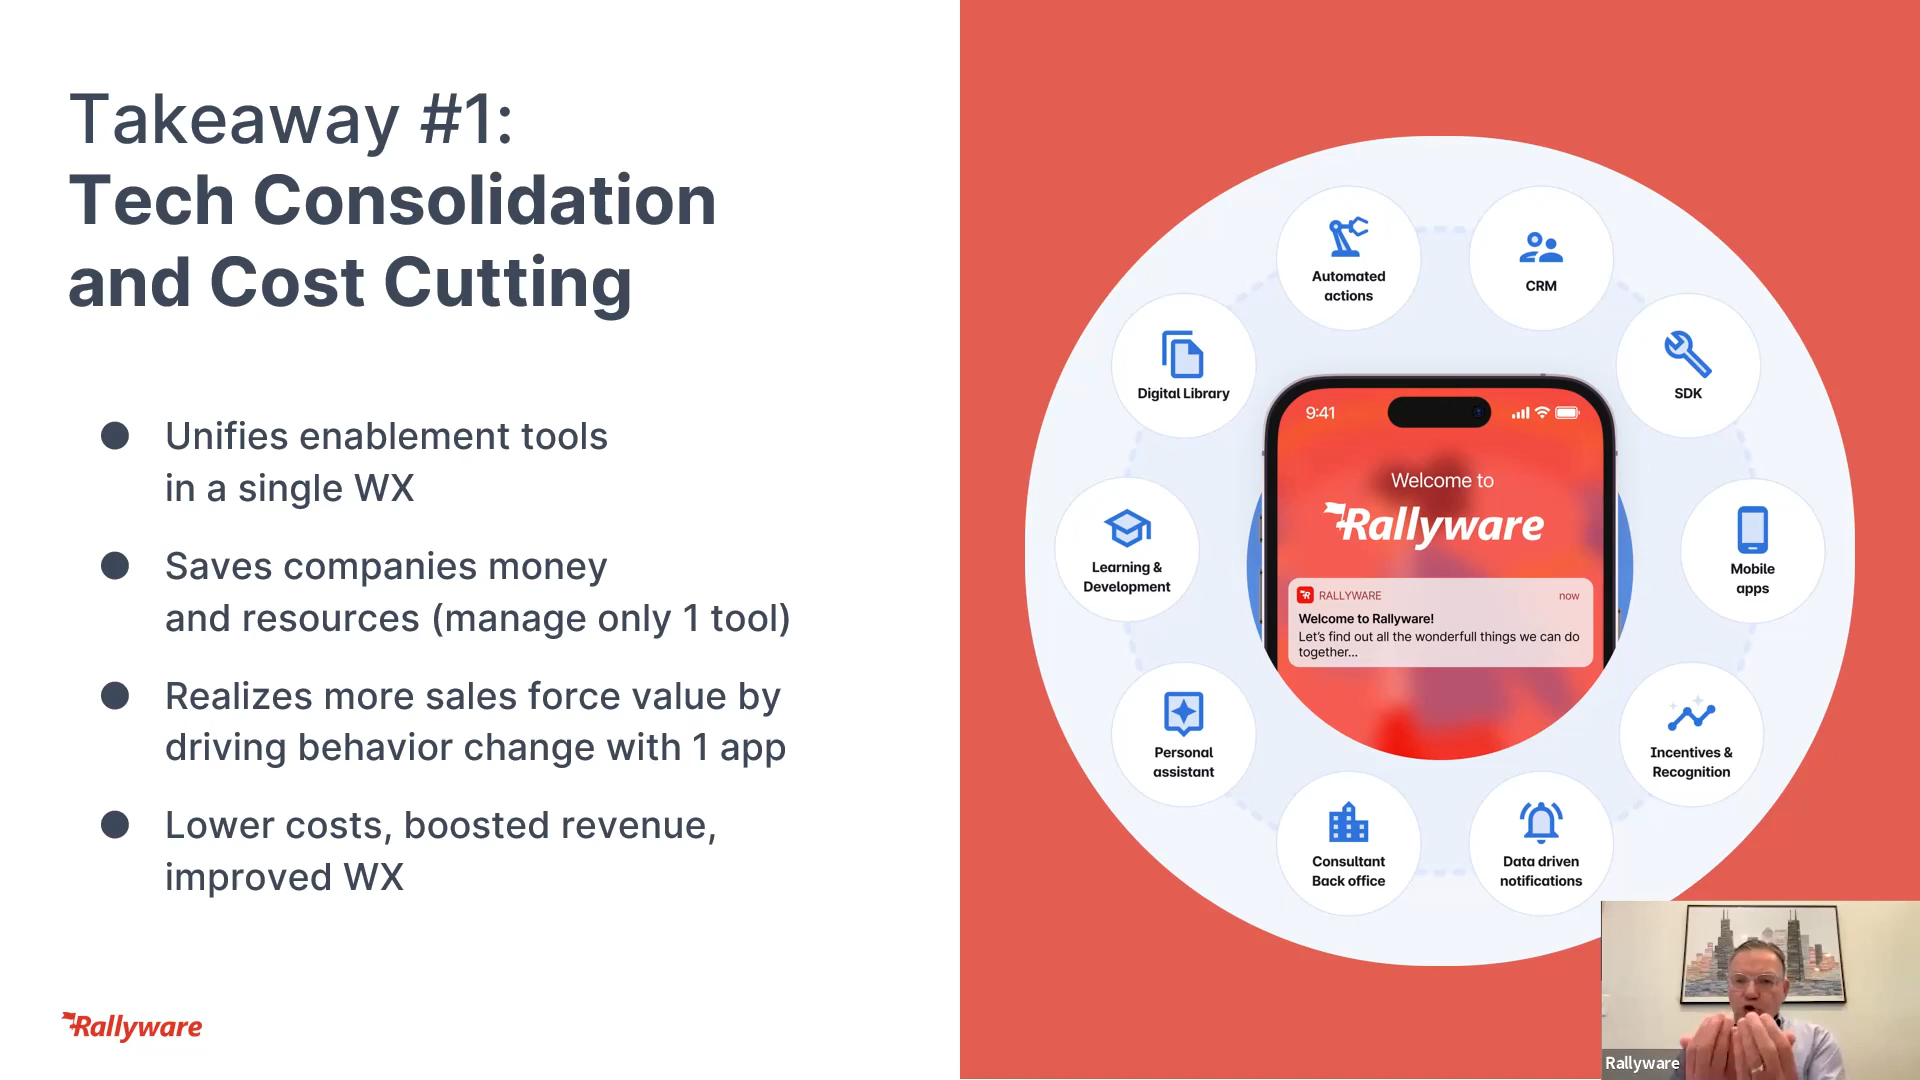 Takeaway #1:
Tech Consolidation
and Cost Cutting
● Unifies enablement tools
in a single WX
● Saves companies money
and resources (manage only 1 tool)
● Realizes more sales force value by
driving behavior change with 1 app
● Lower costs, boosted revenue,
improved WX
Rallyware
Automated
actions
CRM
Digital Library
SDK
Learning &
Development
Mobile
apps
Personal
assistant
Incentives &
Recognition
Consultant
Back office
Data driven
notifications
9:41
Welcome to
Rallyware
RALLYWARE now
Welcome to Rallyware!
Let's find out all the wonderfull things we can do
together...
Rallyware